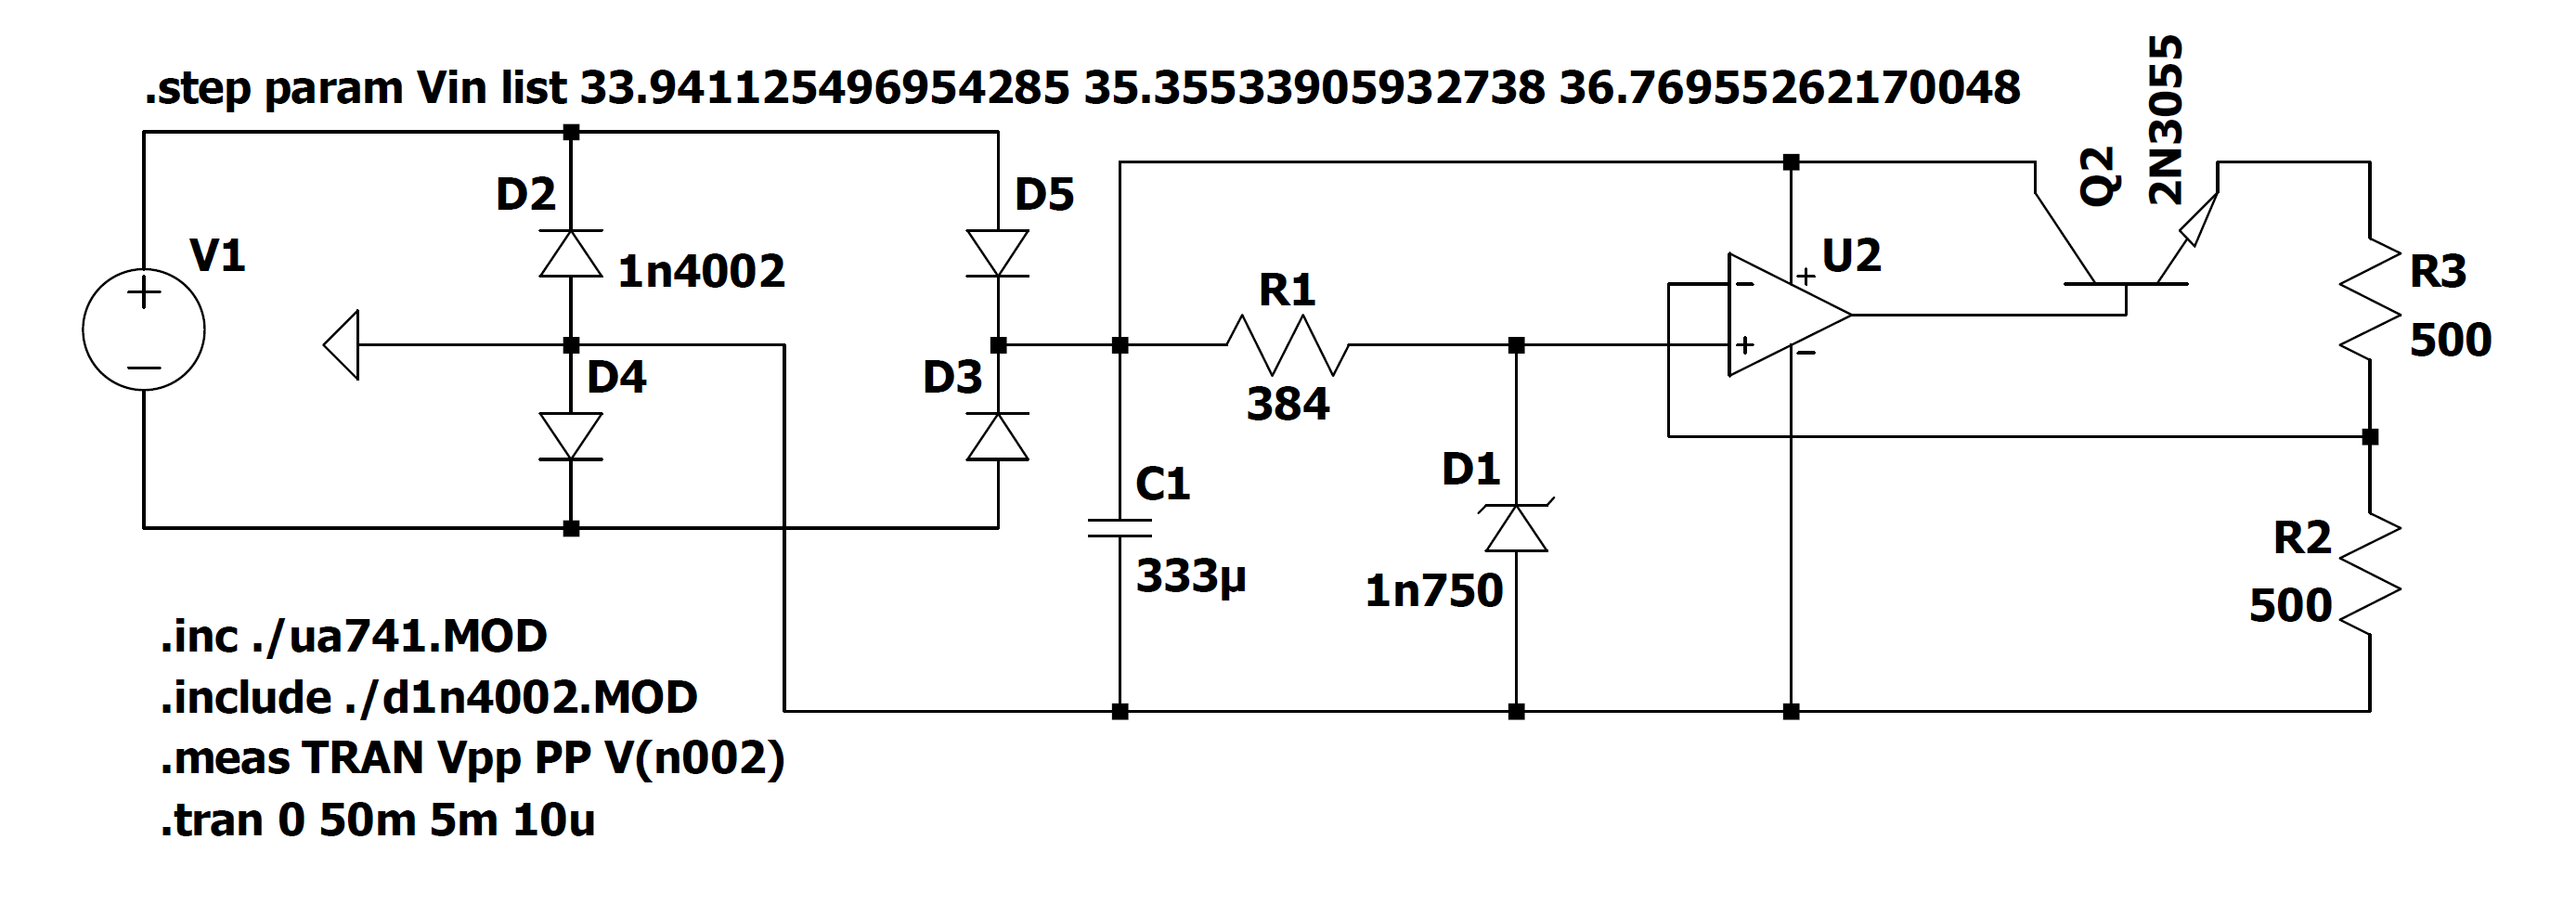 .step param Vin list 33.941125496954285 35.35533905932738 36.76955262170048
Q2
2N3055
D2
D5
V1
1n4002
U2
+
R3
R1
500
D4
D3
384
D1
C1
R2
1n750
333µ
500
.inc ./ua741.MOD
.include ./d1n4002.MOD
.meas TRAN Vpp PP V(n002)
.tran 0 50m 5m 10u